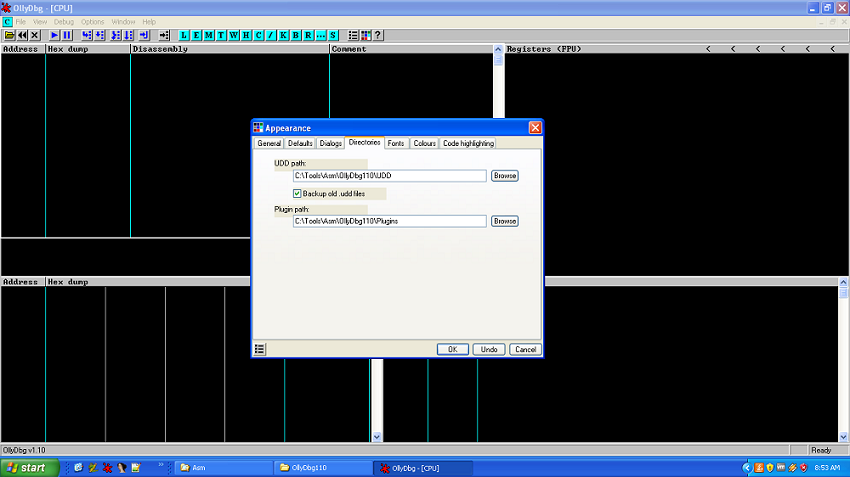 OllyDbg - [CPU]
C File View Debug Options Window Help
L E M T W H C / K B R ... S ?
Address Hex dump Disassembly Comment Registers (FPU) < < < < < <
Appearance
General Defaults Dialogs Directories Fonts Colours Code highlighting
UDD path:
C:\Tools\Asm\OllyDbg110\UDD Browse
Backup old .udd files
Plugin path:
C:\Tools\Asm\OllyDbg110\Plugins Browse
Address Hex dump
OK Undo Cancel
OllyDbg v1.10 Ready
start » Asm OllyDbg110 OllyDbg - [CPU] 8:53 AM